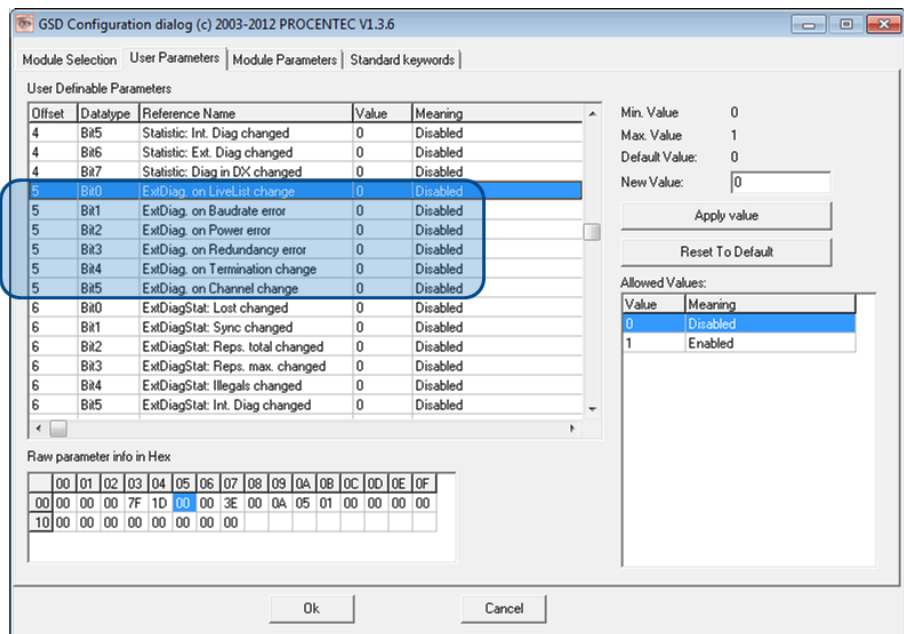 GSD Configuration dialog (c) 2003-2012 PROCENTEC V1.3.6
Module Selection User Parameters Module Parameters Standard keywords
User Definable Parameters
Offset Datatype Reference Name Value Meaning
4 Bit5 Statistic: Int. Diag changed 0 Disabled
4 Bit6 Statistic: Ext. Diag changed 0 Disabled
4 Bit7 Statistic: Diag in DX changed 0 Disabled
5 Bit0 ExtDiag. on LiveList change 0 Disabled
5 Bit1 ExtDiag. on Baudrate error 0 Disabled
5 Bit2 ExtDiag. on Power error 0 Disabled
5 Bit3 ExtDiag. on Redundancy error 0 Disabled
5 Bit4 ExtDiag. on Termination change 0 Disabled
5 Bit5 ExtDiag. on Channel change 0 Disabled
6 Bit0 ExtDiagStat: Lost changed 0 Disabled
6 Bit1 ExtDiagStat: Sync changed 0 Disabled
6 Bit2 ExtDiagStat: Reps. total changed 0 Disabled
6 Bit3 ExtDiagStat: Reps. max. changed 0 Disabled
6 Bit4 ExtDiagStat: Illegals changed 0 Disabled
6 Bit5 ExtDiagStat: Int. Diag changed 0 Disabled
Min. Value 0
Max. Value 1
Default Value: 0
New Value: 0
Apply value
Reset To Default
Allowed Values:
Value Meaning
0 Disabled
1 Enabled
Raw parameter info in Hex
00 01 02 03 04 05 06 07 08 09 0A 0B 0C 0D 0E 0F
00 00 00 00 7F 1D 00 00 3E 00 0A 05 01 00 00 00 00
10 00 00 00 00 00 00 00 00
Ok Cancel